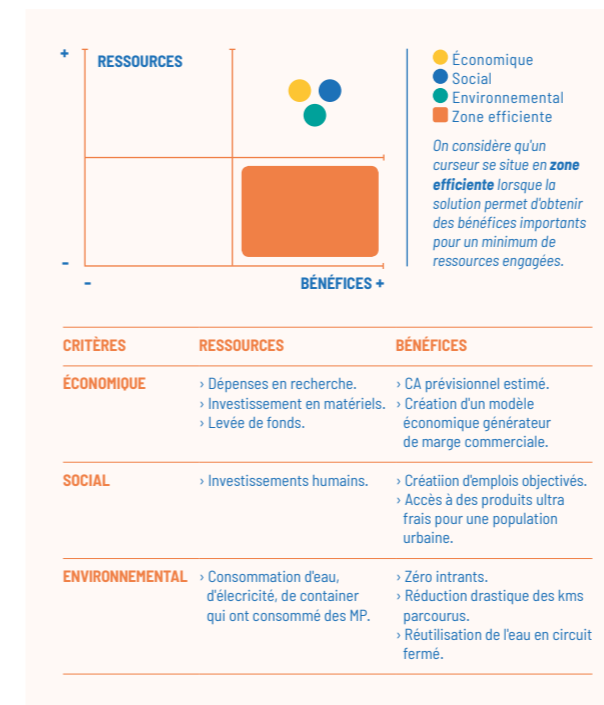 +
RESSOURCES
-
-
BÉNÉFICES +
Économique
Social
Environnemental
Zone efficiente
On considère qu'un
curseur se situe en zone
efficiente lorsque la
solution permet d'obtenir
des bénéfices importants
pour un minimum de
ressources engagées.
CRITÈRES RESSOURCES BÉNÉFICES
ÉCONOMIQUE
› Dépenses en recherche.
› Investissement en matériels.
› Levée de fonds.
› CA prévisionnel estimé.
› Création d'un modèle
économique générateur
de marge commerciale.
SOCIAL
› Investissements humains.
› Créatiion d'emplois objectivés.
› Accès à des produits ultra
frais pour une population
urbaine.
ENVIRONNEMENTAL
› Consommation d'eau,
d'élecricité, de container
qui ont consommé des MP.
› Zéro intrants.
› Réduction drastique des kms
parcourus.
› Réutilisation de l'eau en circuit
fermé.